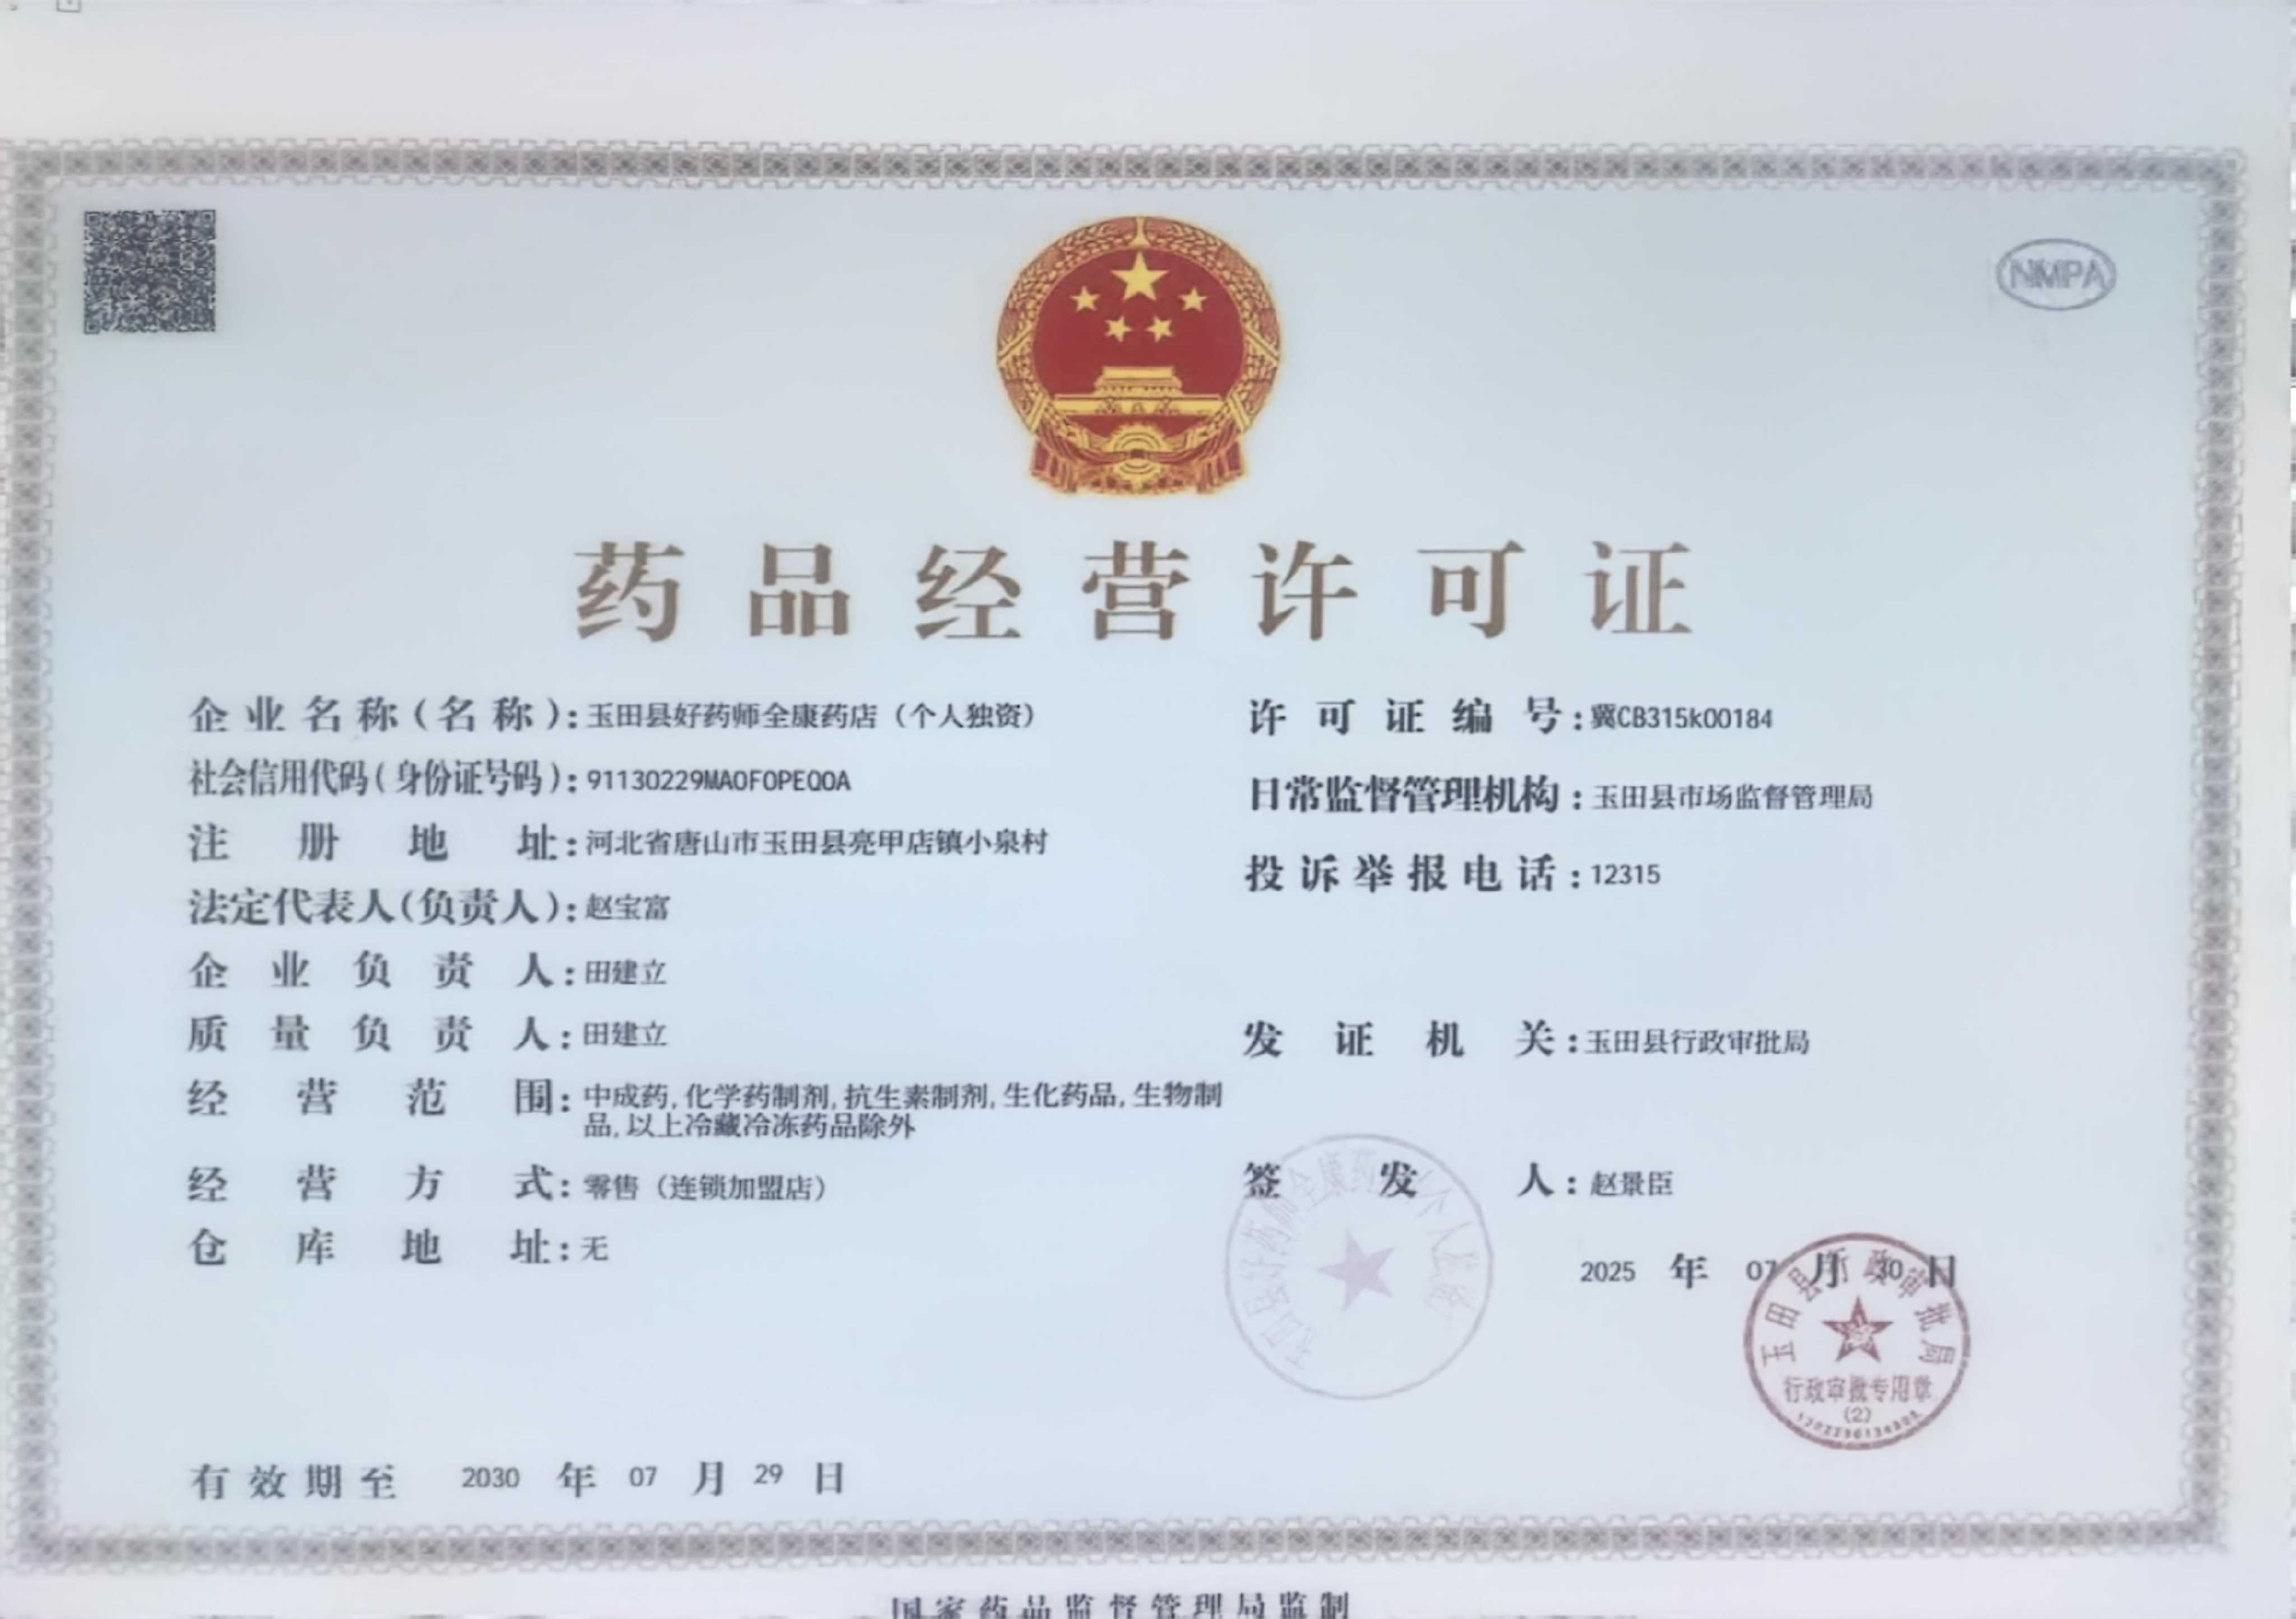 NMPA
药品经营许可证
企业名称(名称):玉田县好药师全康药店（个人独资）
社会信用代码(身份证号码):91130229MA0F0PEQ0A
注册地址:河北省唐山市玉田县亮甲店镇小泉村
法定代表人(负责人):赵宝富
企业负责人:田建立
质量负责人:田建立
经营范围:中成药,化学药制剂,抗生素制剂,生化药品,生物制
品,以上冷藏冷冻药品除外
经营方式:零售（连锁加盟店）
仓库地址:无
许可证编号:冀CB315k00184
日常监督管理机构:玉田县市场监督管理局
投诉举报电话:12315
发证机关:玉田县行政审批局
签发人:赵景臣
2025 年 07 月 30 日
玉田县行政审批局
行政审批专用章
(2)
有效期至 2030 年 07 月 29 日
国家药品监督管理局监制